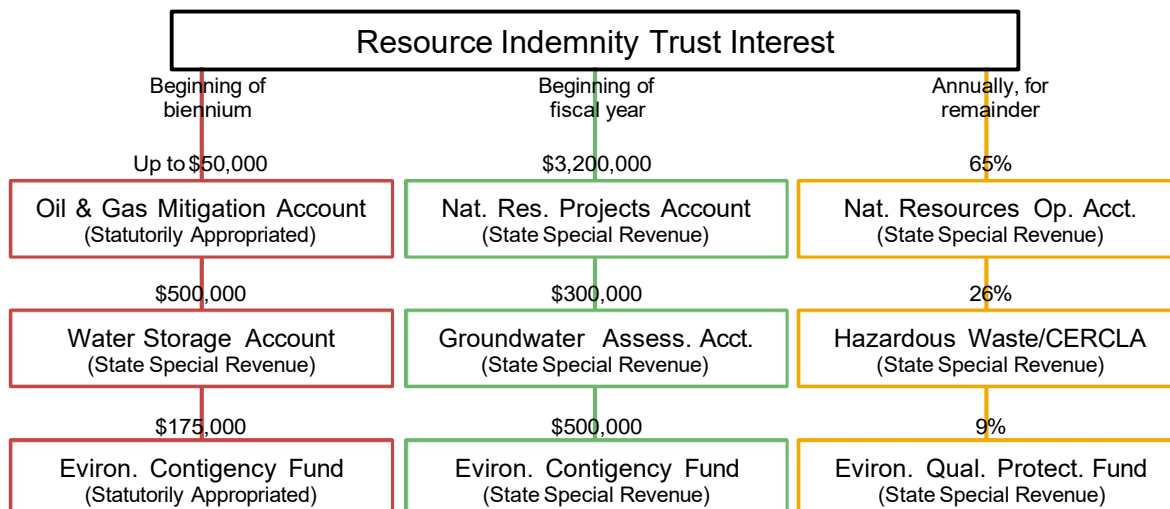 Resource Indemnity Trust Interest
Beginning of
biennium
Up to $50,000
Oil & Gas Mitigation Account
(Statutorily Appropriated)
$500,000
Water Storage Account
(State Special Revenue)
$175,000
Eviron. Contigency Fund
(Statutorily Appropriated)
Beginning of
fiscal year
$3,200,000
Nat. Res. Projects Account
(State Special Revenue)
$300,000
Groundwater Assess. Acct.
(State Special Revenue)
$500,000
Eviron. Contigency Fund
(State Special Revenue)
Annually, for
remainder
65%
Nat. Resources Op. Acct.
(State Special Revenue)
26%
Hazardous Waste/CERCLA
(State Special Revenue)
9%
Eviron. Qual. Protect. Fund
(State Special Revenue)